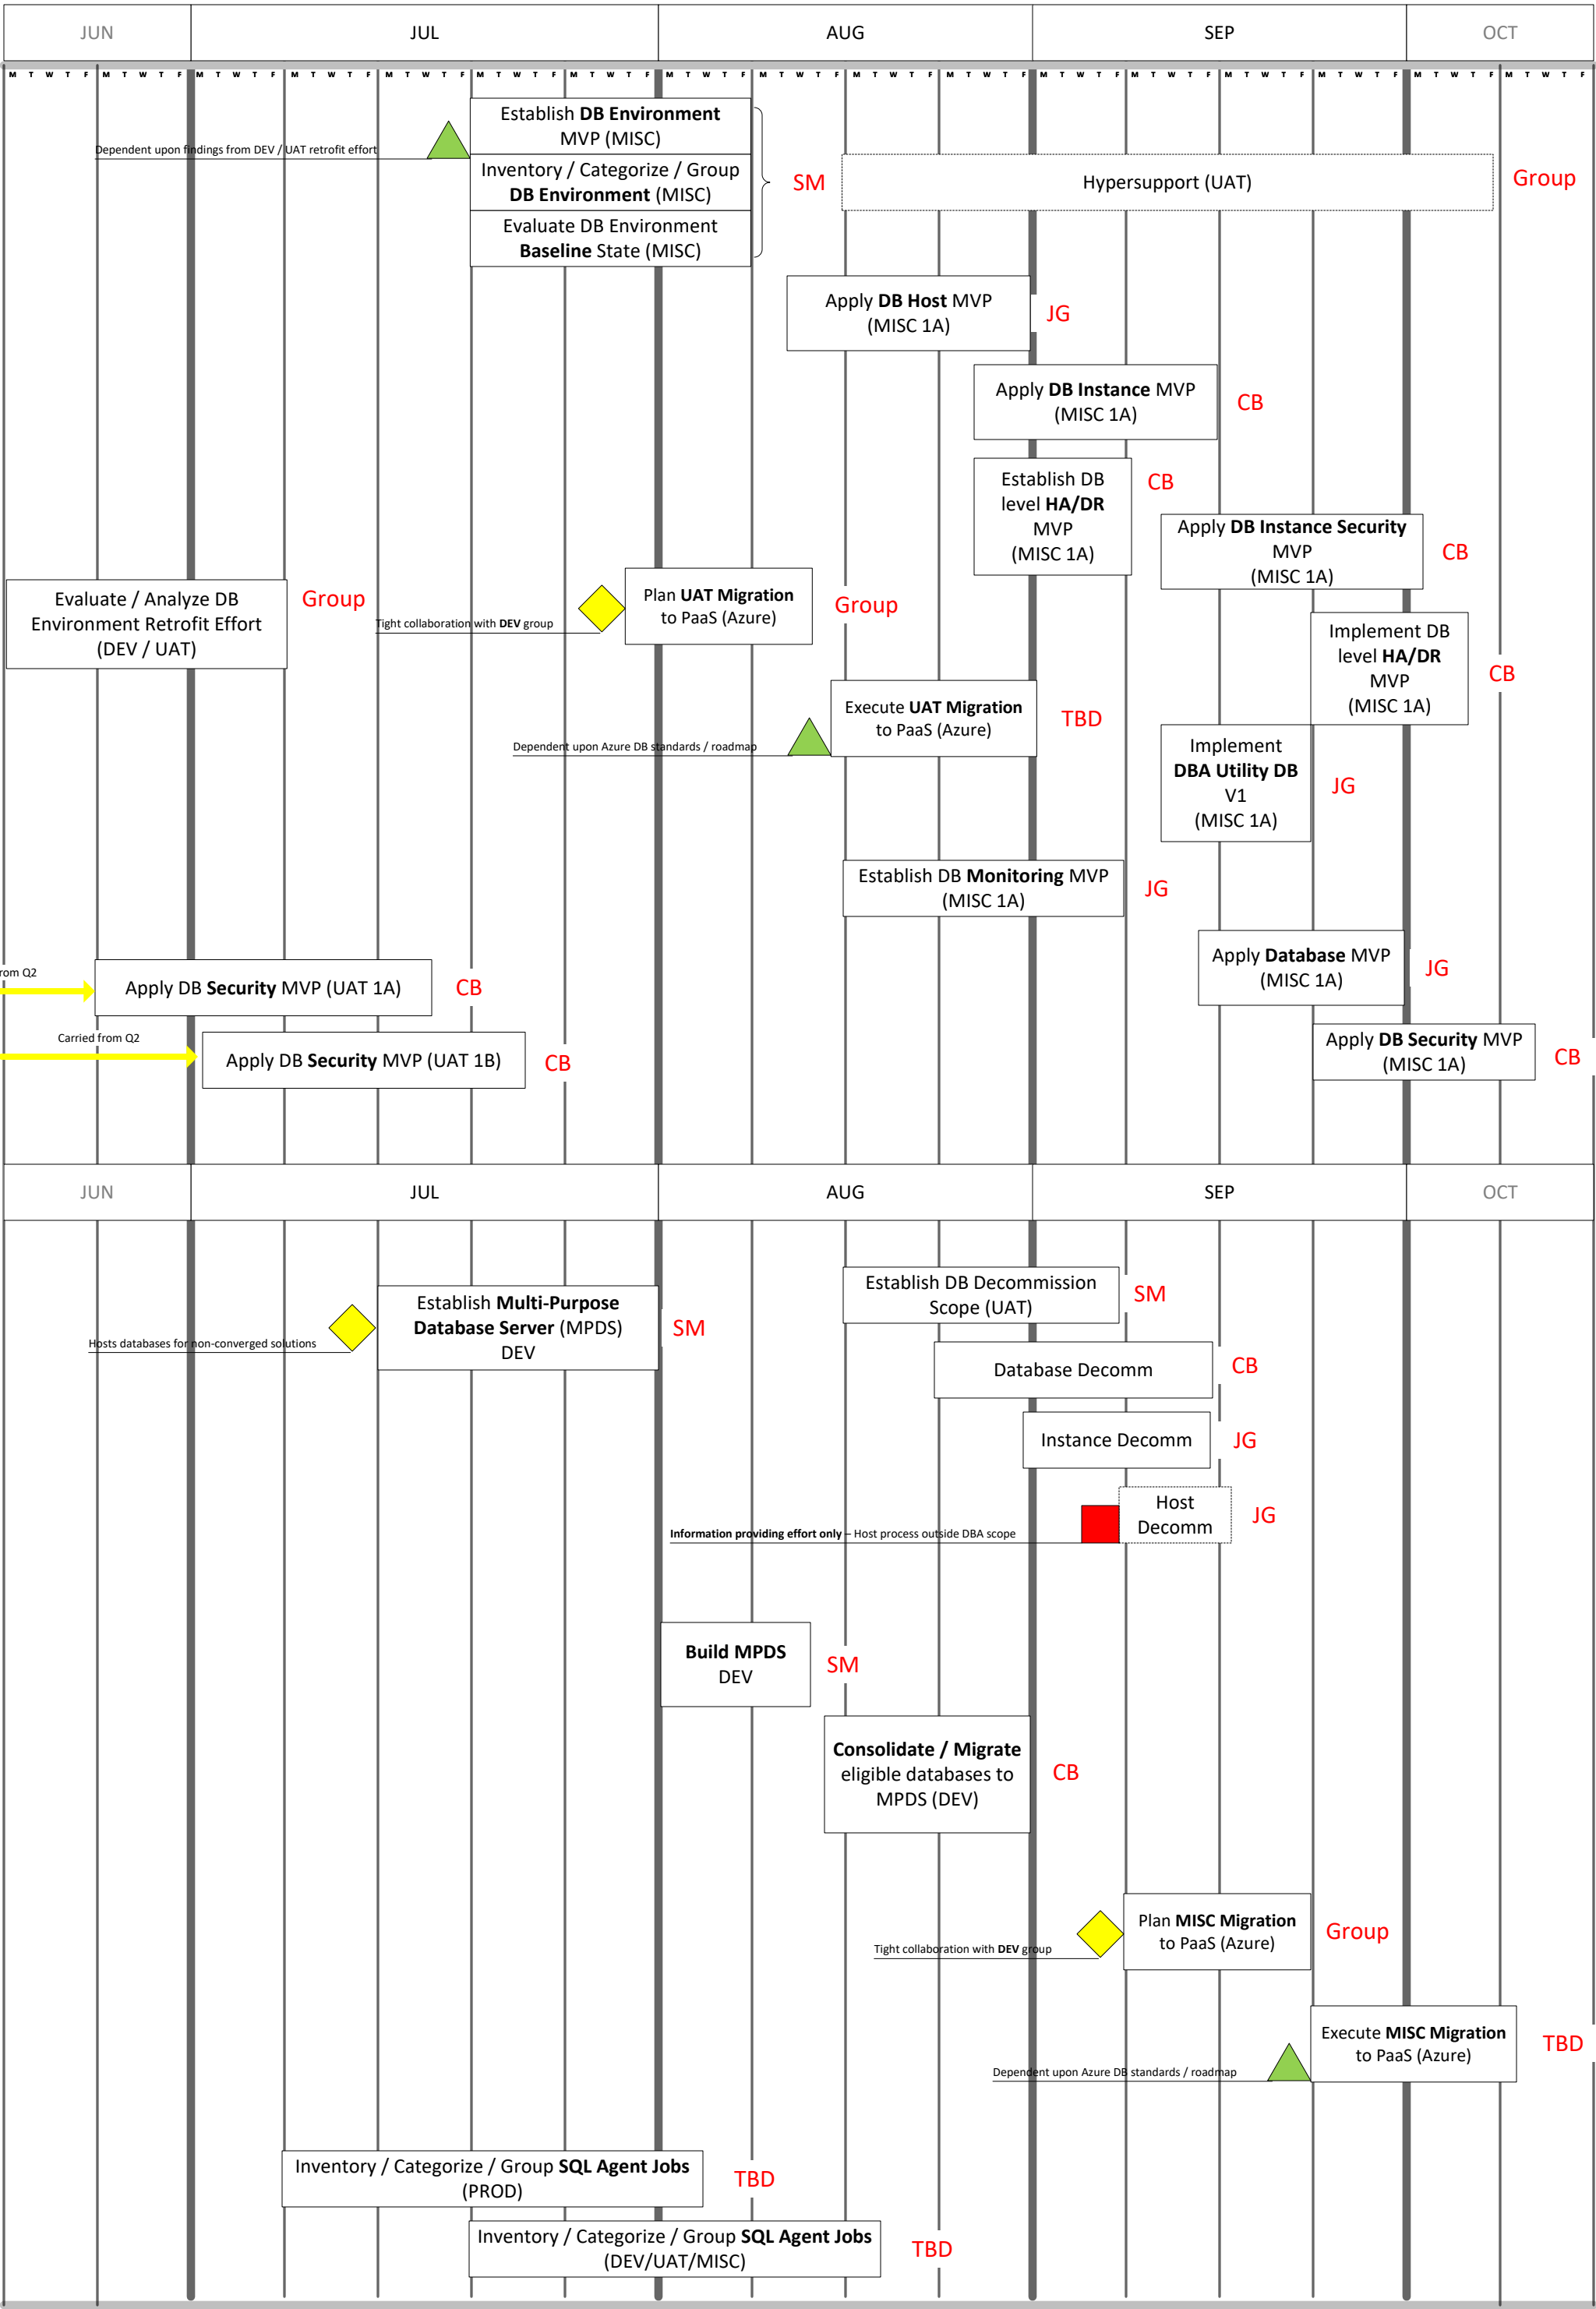 JUN JUL AUG SEP OCT
M T W T F M T W T F M T W T F M T W T F M T W T F M T W T F M T W T F M T W T F M T W T F M T W T F M T W T F M T W T F M T W T F M T W T F M T W T F M T W T F M T W T F
Establish DB Environment
MVP (MISC)
Dependent upon findings from DEV / UAT retrofit effort
Inventory / Categorize / Group
DB Environment (MISC)
SM
Hypersupport (UAT)
Group
Evaluate DB Environment
Baseline State (MISC)
Apply DB Host MVP
(MISC 1A)
JG
Apply DB Instance MVP
(MISC 1A)
CB
Establish DB
level HA/DR
MVP
(MISC 1A)
CB
Apply DB Instance Security
MVP
(MISC 1A)
CB
Evaluate / Analyze DB
Environment Retrofit Effort
(DEV / UAT)
Group
Tight collaboration with DEV group
Plan UAT Migration
to PaaS (Azure)
Group
Implement DB
level HA/DR
MVP
(MISC 1A)
CB
Dependent upon Azure DB standards / roadmap
Execute UAT Migration
to PaaS (Azure)
TBD
Implement
DBA Utility DB
V1
(MISC 1A)
JG
Establish DB Monitoring MVP
(MISC 1A)
JG
Apply Database MVP
(MISC 1A)
JG
rom Q2
Apply DB Security MVP (UAT 1A)
CB
Carried from Q2
Apply DB Security MVP (UAT 1B)
CB
Apply DB Security MVP
(MISC 1A)
CB
JUN JUL AUG SEP OCT
Establish DB Decommission
Scope (UAT)
SM
Hosts databases for non-converged solutions
Establish Multi-Purpose
Database Server (MPDS)
DEV
SM
Database Decomm
CB
Instance Decomm
JG
Information providing effort only – Host process outside DBA scope
Host
Decomm
JG
Build MPDS
DEV
SM
Consolidate / Migrate
eligible databases to
MPDS (DEV)
CB
Tight collaboration with DEV group
Plan MISC Migration
to PaaS (Azure)
Group
Dependent upon Azure DB standards / roadmap
Execute MISC Migration
to PaaS (Azure)
TBD
Inventory / Categorize / Group SQL Agent Jobs
(PROD)
TBD
Inventory / Categorize / Group SQL Agent Jobs
(DEV/UAT/MISC)
TBD